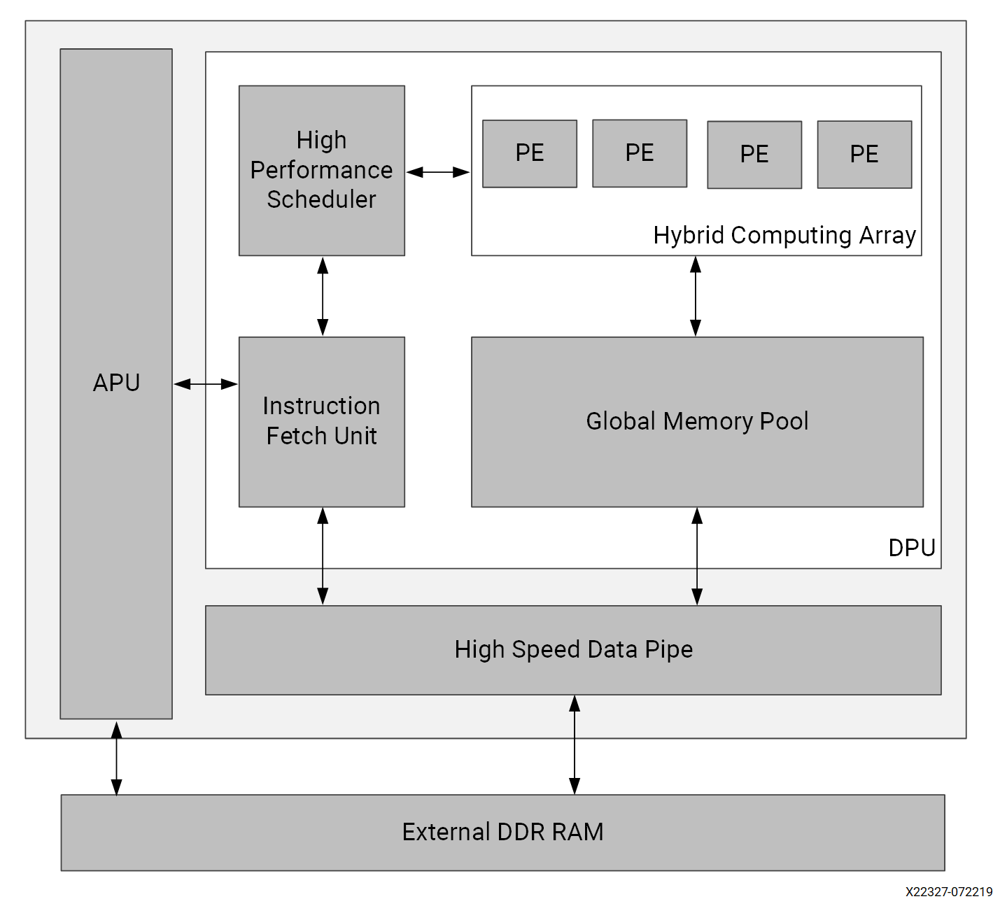 High
Performance
Scheduler
PE
PE
PE
PE
Hybrid Computing Array
APU
Instruction
Fetch Unit
Global Memory Pool
DPU
High Speed Data Pipe
External DDR RAM
X22327-072219